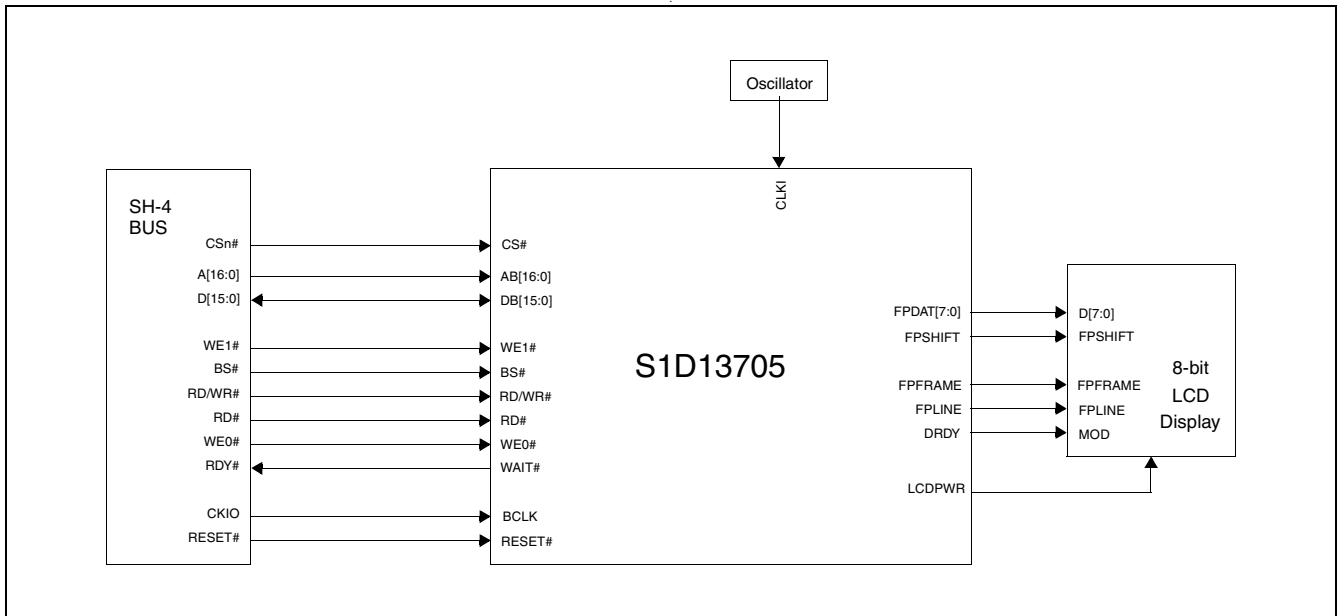 Oscillator
CLKI
SH-4
BUS
CSn#
A[16:0]
D[15:0]
WE1#
BS#
RD/WR#
RD#
WE0#
RDY#
CKIO
RESET#
CS#
AB[16:0]
DB[15:0]
WE1#
BS#
RD/WR#
RD#
WE0#
WAIT#
BCLK
RESET#
S1D13705
FPDAT[7:0]
FPSHIFT
FPFRAME
FPLINE
DRDY
LCDPWR
D[7:0]
FPSHIFT
FPFRAME
FPLINE
MOD
8-bit
LCD
Display